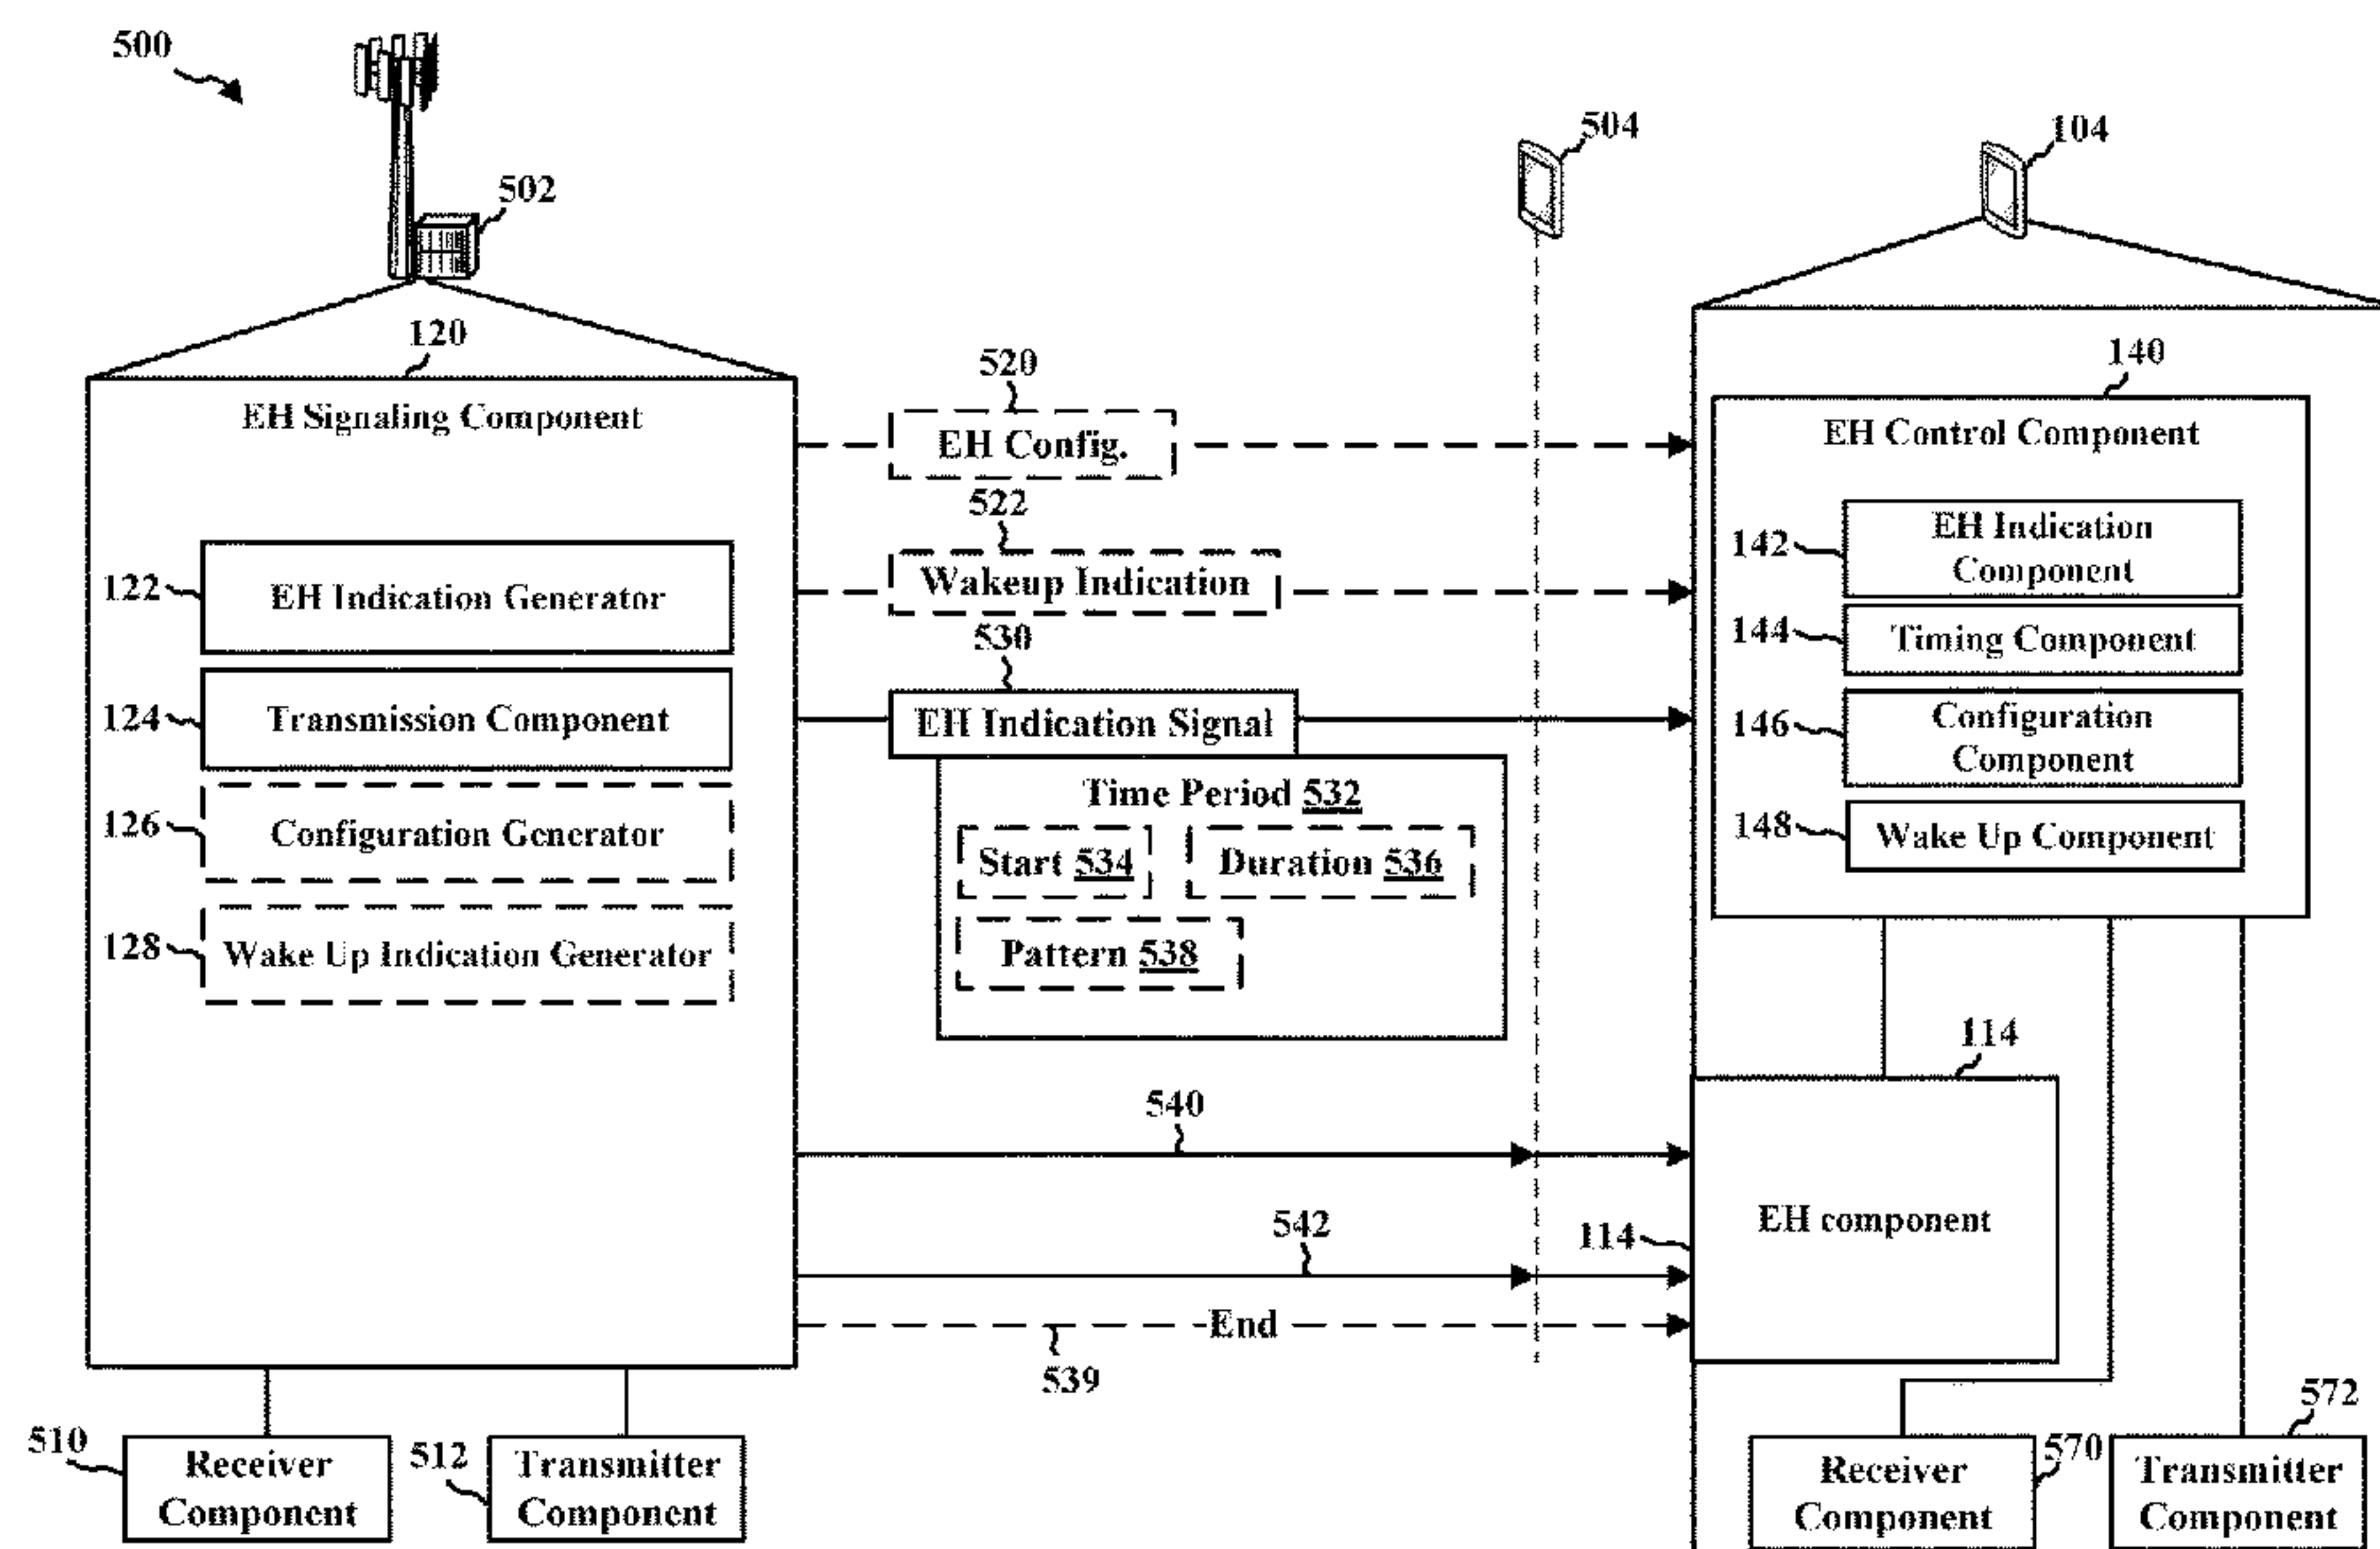 500
502
504
104
120
EH Signaling Component
122
EH Indication Generator
124
Transmission Component
126
Configuration Generator
128
Wake Up Indication Generator
510
Receiver
Component
512
Transmitter
Component
520
EH Config.
522
Wakeup Indication
530
EH Indication Signal
Time Period 532
Start 534
Duration 536
Pattern 538
540
542
End
539
140
EH Control Component
142
EH Indication
Component
144
Timing Component
146
Configuration
Component
148
Wake Up Component
114
114
EH component
570
Receiver
Component
572
Transmitter
Component